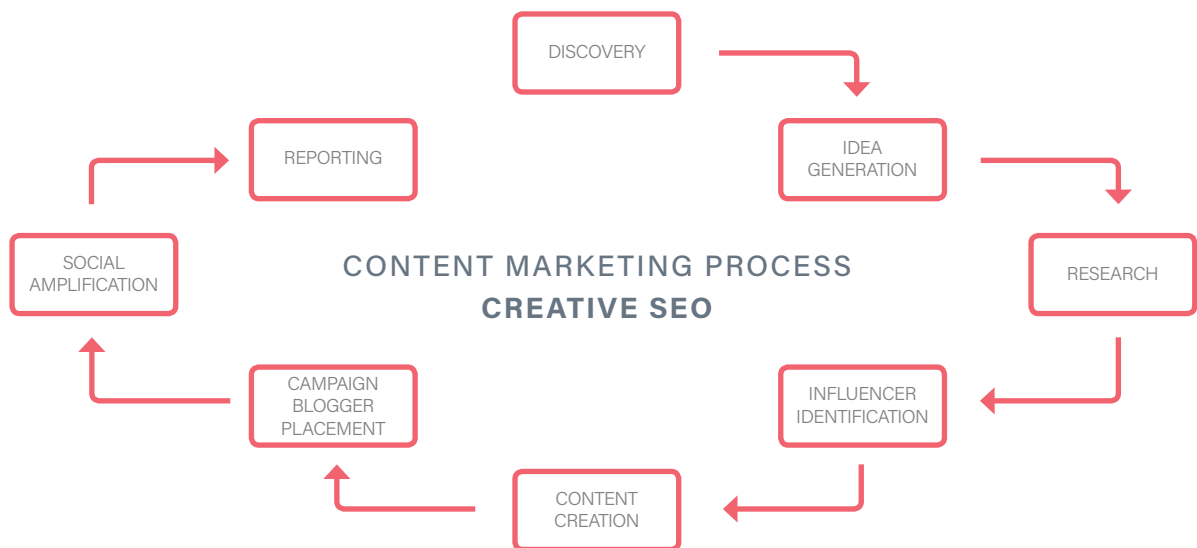 DISCOVERY
IDEA
GENERATION
RESEARCH
INFLUENCER
IDENTIFICATION
CONTENT
CREATION
CAMPAIGN
BLOGGER
PLACEMENT
SOCIAL
AMPLIFICATION
REPORTING
CONTENT MARKETING PROCESS
CREATIVE SEO